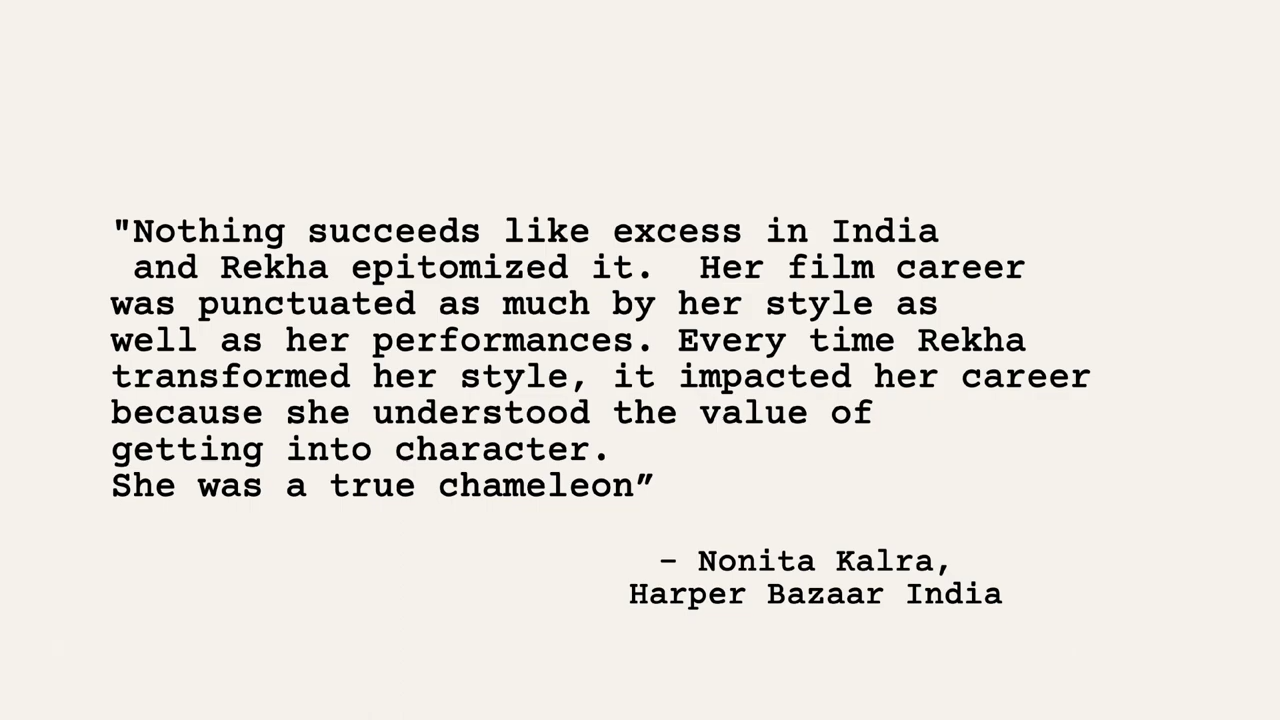 "Nothing succeeds like excess in India
and Rekha epitomized it.  Her film career
was punctuated as much by her style as
well as her performances. Every time Rekha
transformed her style, it impacted her career
because she understood the value of
getting into character.
She was a true chameleon”
– Nonita Kalra,
Harper Bazaar India